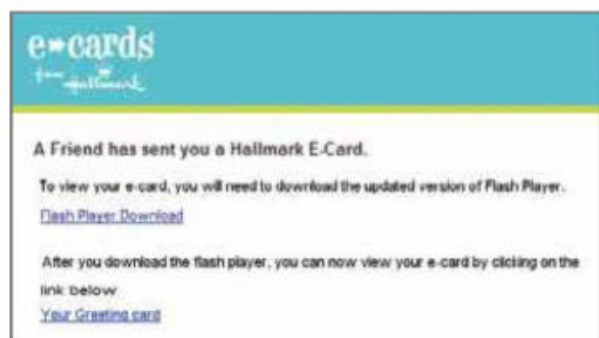 e-cards
from Hallmark
A Friend has sent you a Hallmark E-Card.
To view your e-card, you will need to download the updated version of Flash Player.
Flash Player Download
After you download the flash player, you can now view your e-card by clicking on the
link below
Your Greeting card